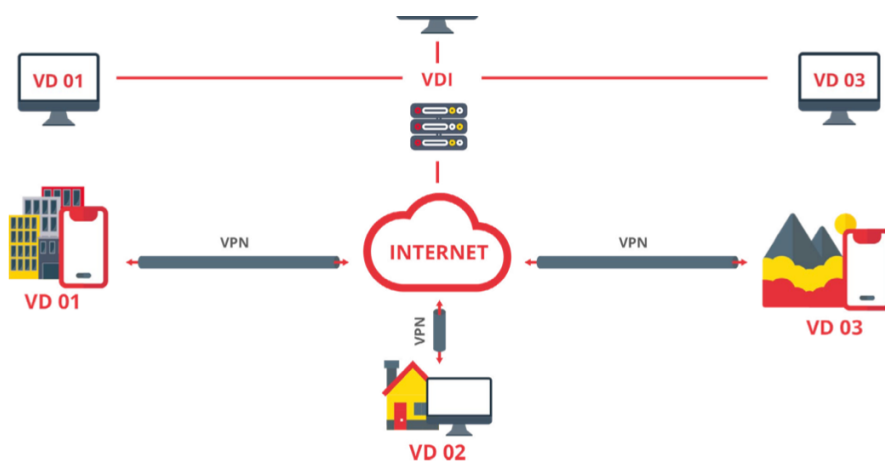 VD 01
VDI
VD 03
VPN
INTERNET
VPN
VD 01
VPN
VD 03
VD 02